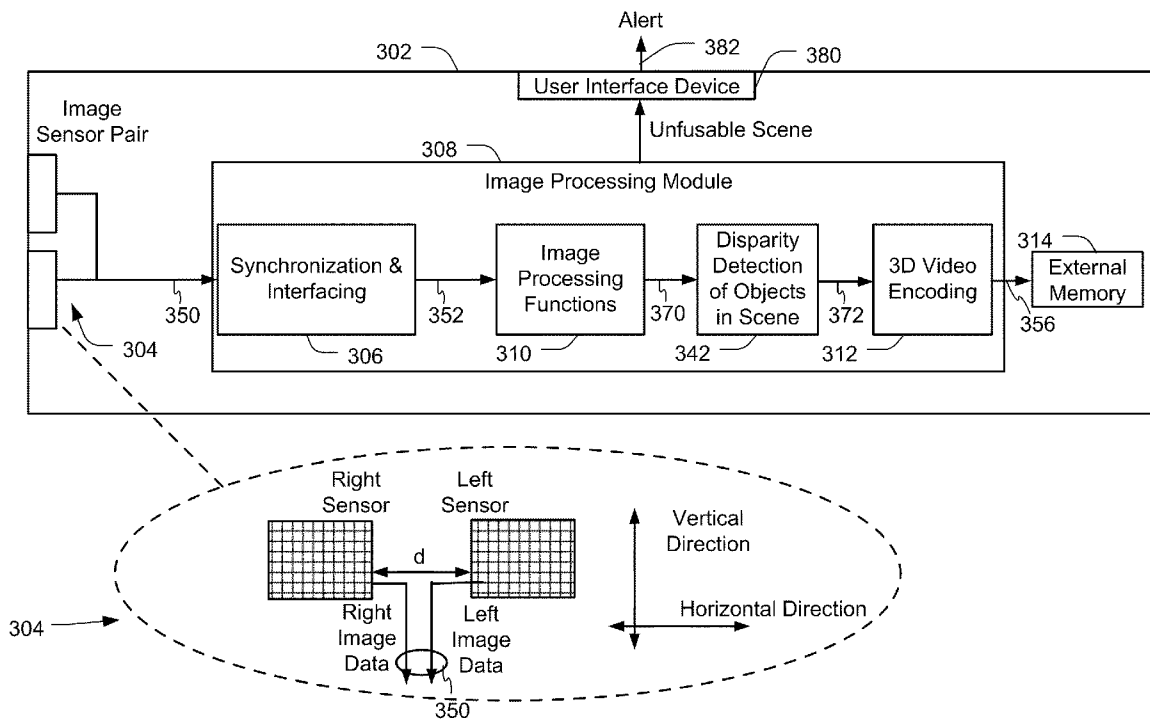 Alert
302
382
380
User Interface Device
Image
Sensor Pair
Unfusable Scene
308
Image Processing Module
Synchronization &
Interfacing
Image
Processing
Functions
Disparity
Detection
of Objects
in Scene
3D Video
Encoding
314
External
Memory
350
352
370
372
356
304
306
310
342
312
Right
Sensor
Left
Sensor
d
Vertical
Direction
Horizontal Direction
304
Right
Image
Data
Left
Image
Data
350